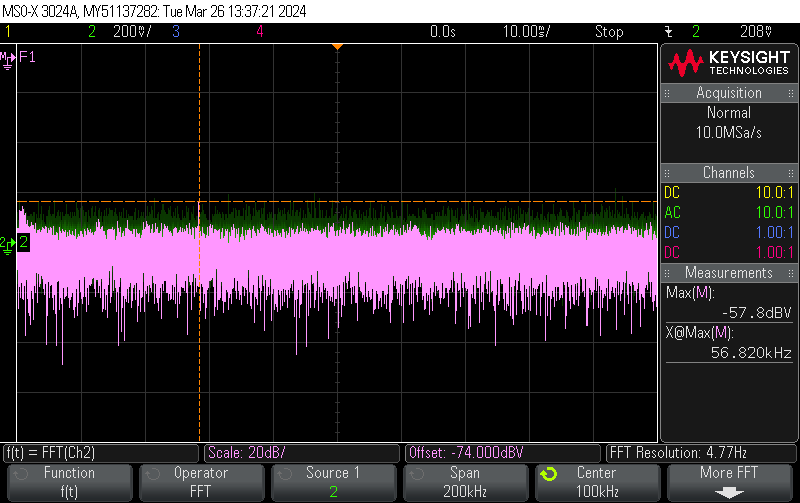 MSO-X 3024A, MY51137282: Tue Mar 26 13:37:21 2024
1 2 200mV/ 3 4 0.0s 10.00ms/ Stop 2 208mV
M F1
KEYSIGHT
TECHNOLOGIES
Acquisition
Normal
10.0MSa/s
Channels
DC 10.0:1
AC 10.0:1
DC 1.00:1
DC 1.00:1
2 2
Measurements
Max(M):
-57.8dBV
X@Max(M):
56.820kHz
f(t) = FFT(Ch2) Scale: 20dB/ Offset: -74.000dBV FFT Resolution: 4.77Hz
Function Operator Source 1 Span Center More FFT
f(t) FFT 2 200kHz 100kHz